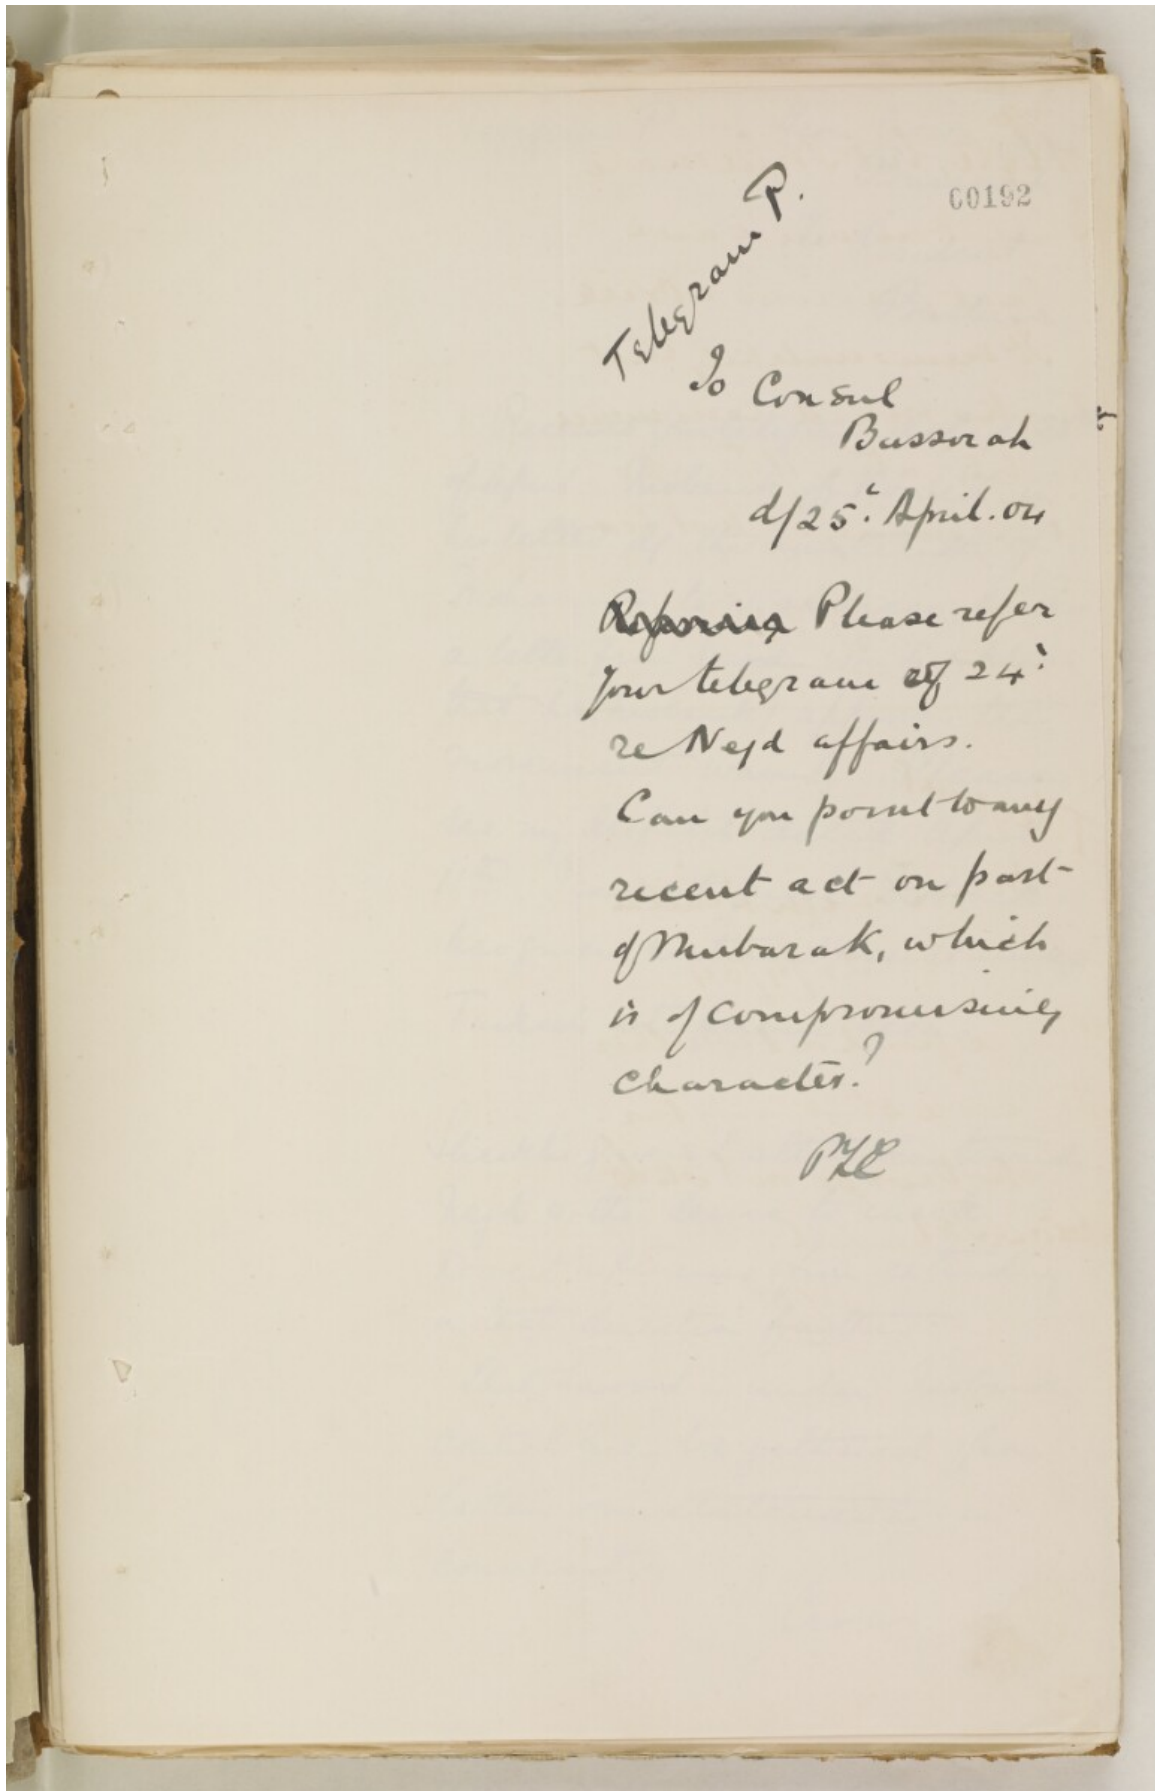 00192
Telegram P.
To Consul
Bussorah
d/25th April. 04
Please refer
your telegram of 24th
re Nejd affairs.
Can you point to any
recent act on part
of Mubarak, which
is of compromising
character?
PZC